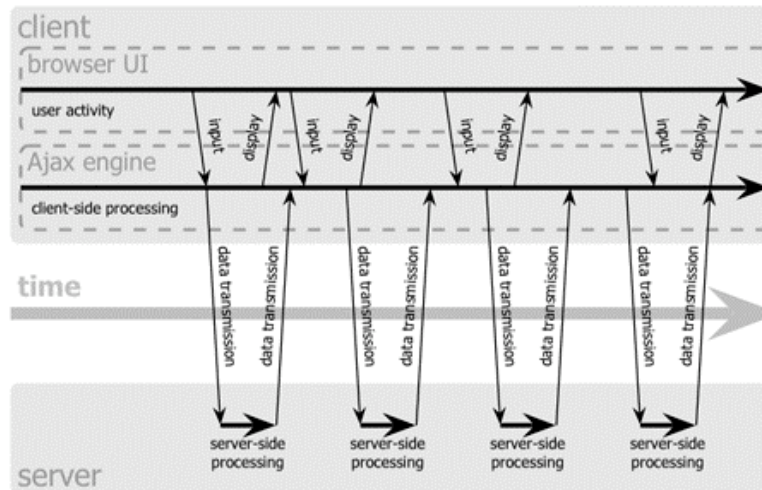 client
browser UI
user activity
input
display
input
display
input
display
input
display
Ajax engine
client-side processing
data transmission
data transmission
data transmission
data transmission
data transmission
data transmission
data transmission
data transmission
time
server-side
processing
server-side
processing
server-side
processing
server-side
processing
server